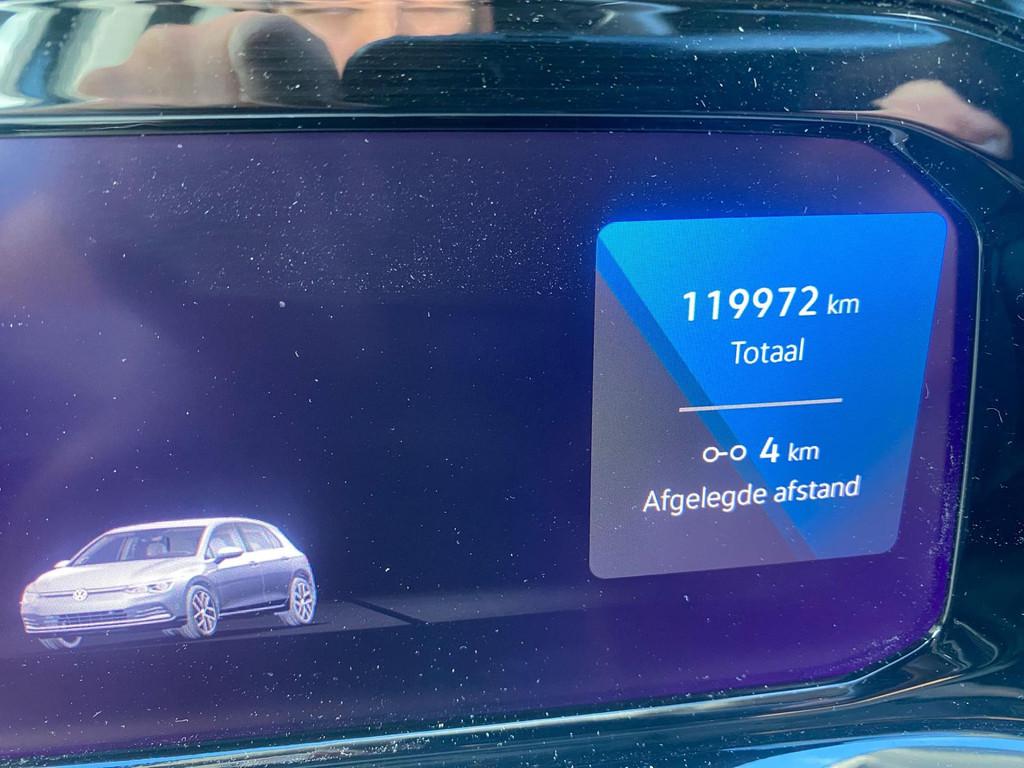 119972 km
Totaal
4 km
Afgelegde afstand